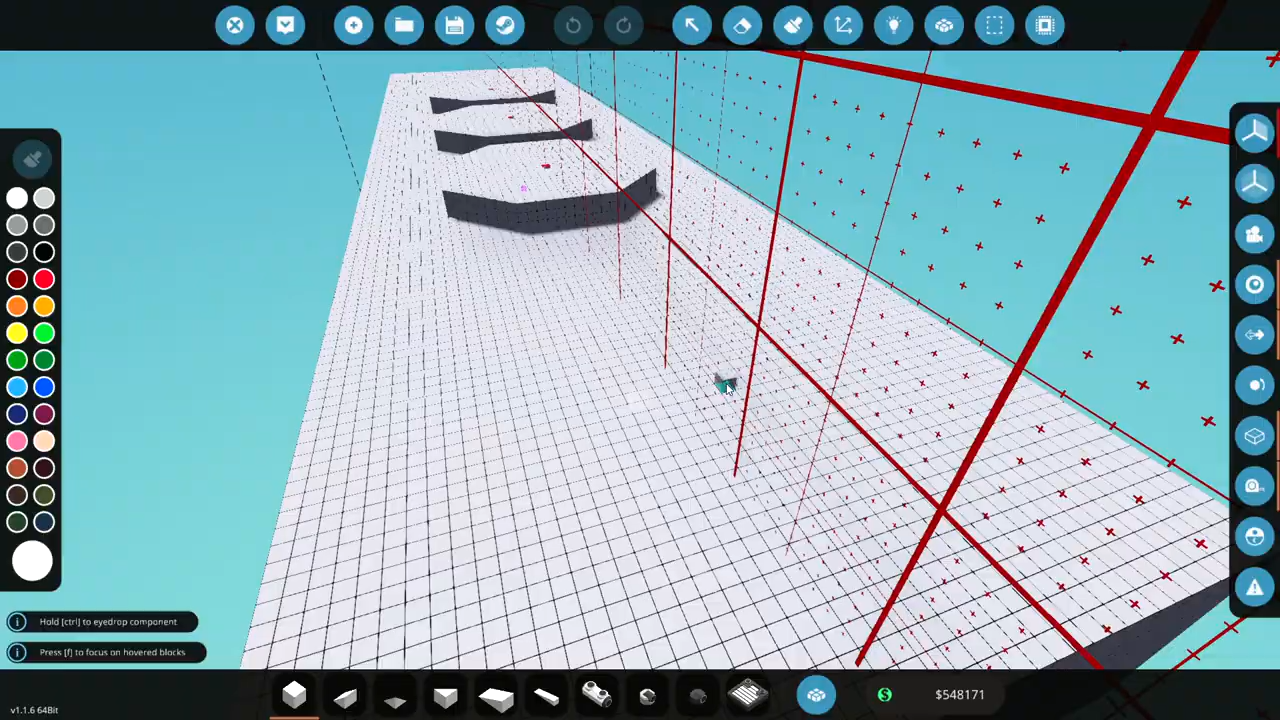 Hold [ctrl] to eyedrop component
Press [f] to focus on hovered blocks
v1.1.6 64Bit
$548171